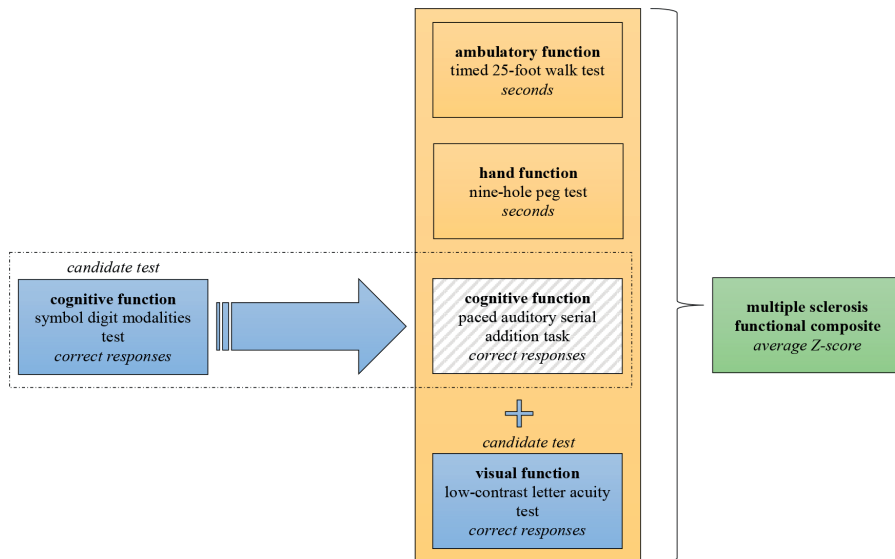 ambulatory function
timed 25-foot walk test
seconds
hand function
nine-hole peg test
seconds
candidate test
cognitive function
symbol digit modalities
test
correct responses
cognitive function
paced auditory serial
addition task
correct responses
multiple sclerosis
functional composite
average Z-score
+
candidate test
visual function
low-contrast letter acuity
test
correct responses